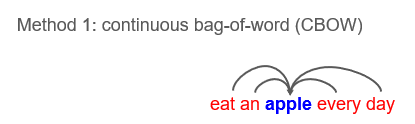 Method 1: continuous bag-of-word (CBOW)
eat an apple every day